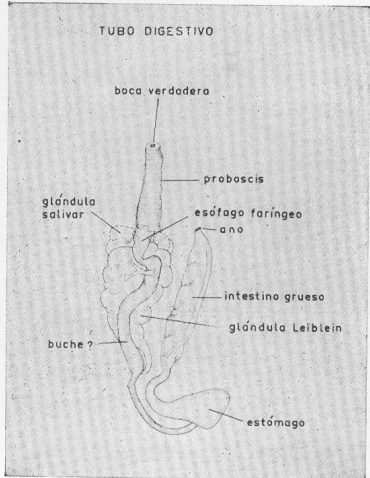 TUBO DIGESTIVO
boca verdadera
proboscis
glándula
salivar
esófago faríngeo
ano
intestino grueso
glándula Leiblein
buche?
estómago